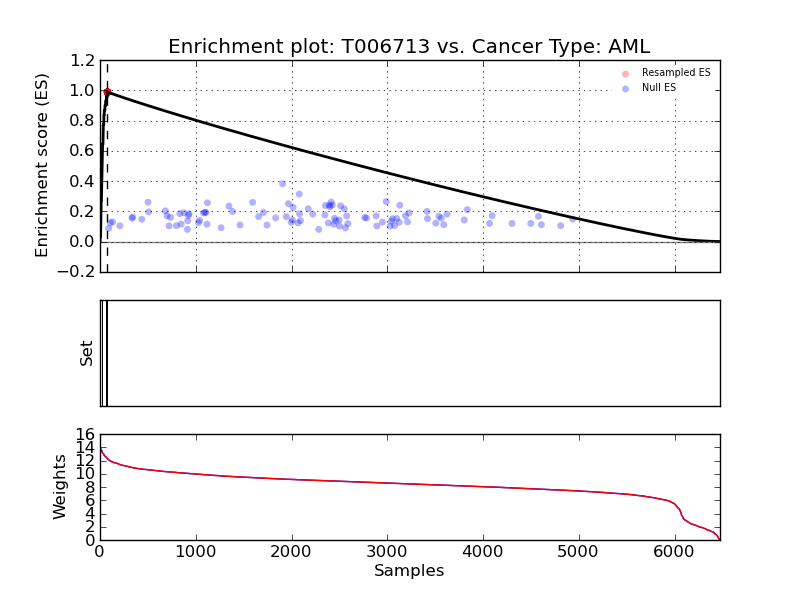 Enrichment plot: T006713 vs. Cancer Type: AML
1.2
1.0
0.8
0.6
0.4
0.2
0.0
−0.2
Enrichment score (ES)
Resampled ES
Null ES
Set
16
14
12
10
8
6
4
2
0
Weights
0 1000 2000 3000 4000 5000 6000
Samples